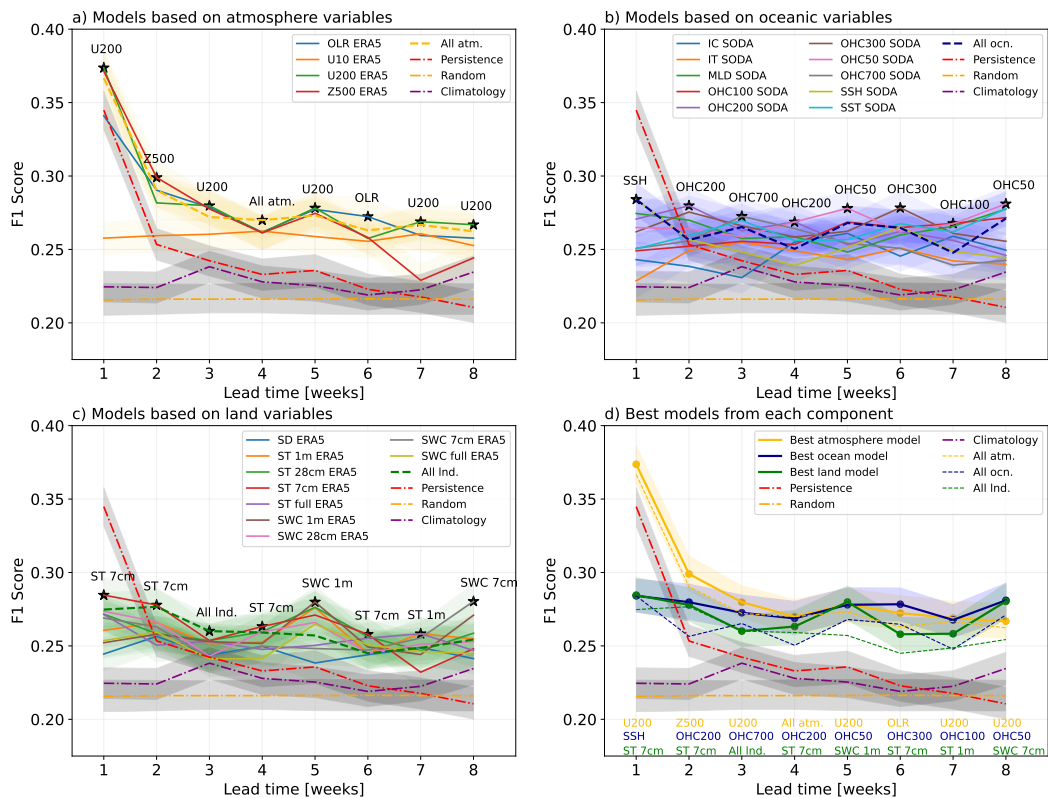 a) Models based on atmosphere variables
F1 Score
0.40
0.35
0.30
0.25
0.20
OLR ERA5
U10 ERA5
U200 ERA5
Z500 ERA5
All atm.
Persistence
Random
Climatology
U200
Z500
U200
All atm.
U200
OLR
U200
U200
1 2 3 4 5 6 7 8
Lead time [weeks]
b) Models based on oceanic variables
F1 Score
0.40
0.35
0.30
0.25
0.20
IC SODA
IT SODA
MLD SODA
OHC100 SODA
OHC200 SODA
OHC300 SODA
OHC50 SODA
OHC700 SODA
SSH SODA
SST SODA
All ocn.
Persistence
Random
Climatology
SSH
OHC200
OHC700
OHC200
OHC50
OHC300
OHC100
OHC50
1 2 3 4 5 6 7 8
Lead time [weeks]
c) Models based on land variables
F1 Score
0.40
0.35
0.30
0.25
0.20
SD ERA5
ST 1m ERA5
ST 28cm ERA5
ST 7cm ERA5
ST full ERA5
SWC 1m ERA5
SWC 28cm ERA5
SWC 7cm ERA5
SWC full ERA5
All lnd.
Persistence
Random
Climatology
ST 7cm
ST 7cm
All lnd.
ST 7cm
SWC 1m
ST 7cm
ST 1m
SWC 7cm
1 2 3 4 5 6 7 8
Lead time [weeks]
d) Best models from each component
F1 Score
0.40
0.35
0.30
0.25
0.20
Best atmosphere model
Best ocean model
Best land model
Persistence
Random
Climatology
All atm.
All ocn.
All lnd.
U200 Z500 U200 All atm. U200 OLR U200 U200
SSH OHC200 OHC700 OHC200 OHC50 OHC300 OHC100 OHC50
ST 7cm ST 7cm All lnd. ST 7cm SWC 1m ST 7cm ST 1m SWC 7cm
1 2 3 4 5 6 7 8
Lead time [weeks]